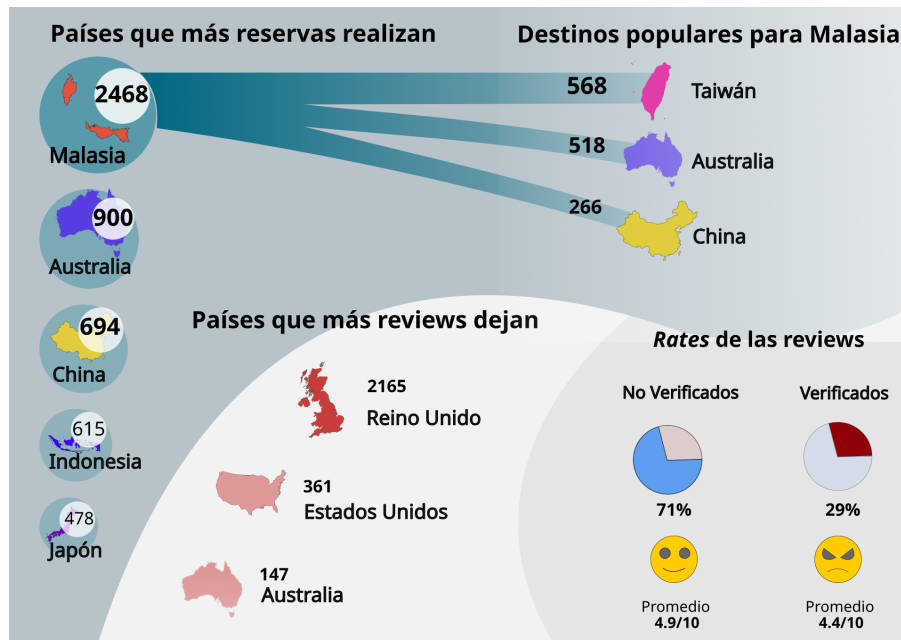 Países que más reservas realizan
2468
Malasia
900
Australia
694
China
615
Indonesia
478
Japón
Destinos populares para Malasia
568
Taiwán
518
Australia
266
China
Países que más reviews dejan
2165
Reino Unido
361
Estados Unidos
147
Australia
Rates de las reviews
No Verificados
Verificados
71%
29%
Promedio
4.9/10
Promedio
4.4/10